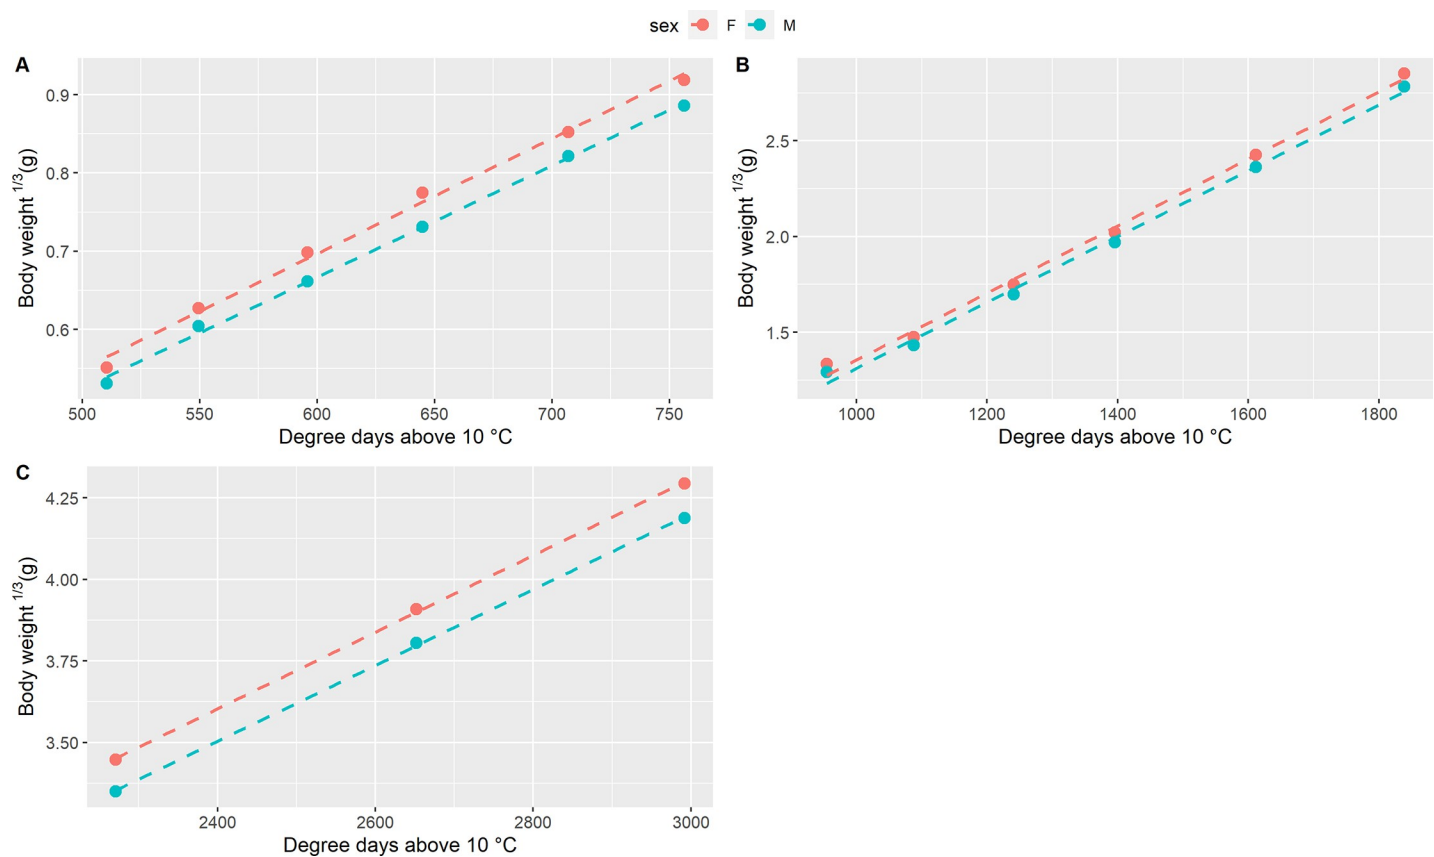 sex F M
A
Body weight 1/3(g)
0.9
0.8
0.7
0.6
500 550 600 650 700 750
Degree days above 10 °C
B
Body weight 1/3(g)
2.5
2.0
1.5
1000 1200 1400 1600 1800
Degree days above 10 °C
C
Body weight 1/3(g)
4.25
4.00
3.75
3.50
2400 2600 2800 3000
Degree days above 10 °C